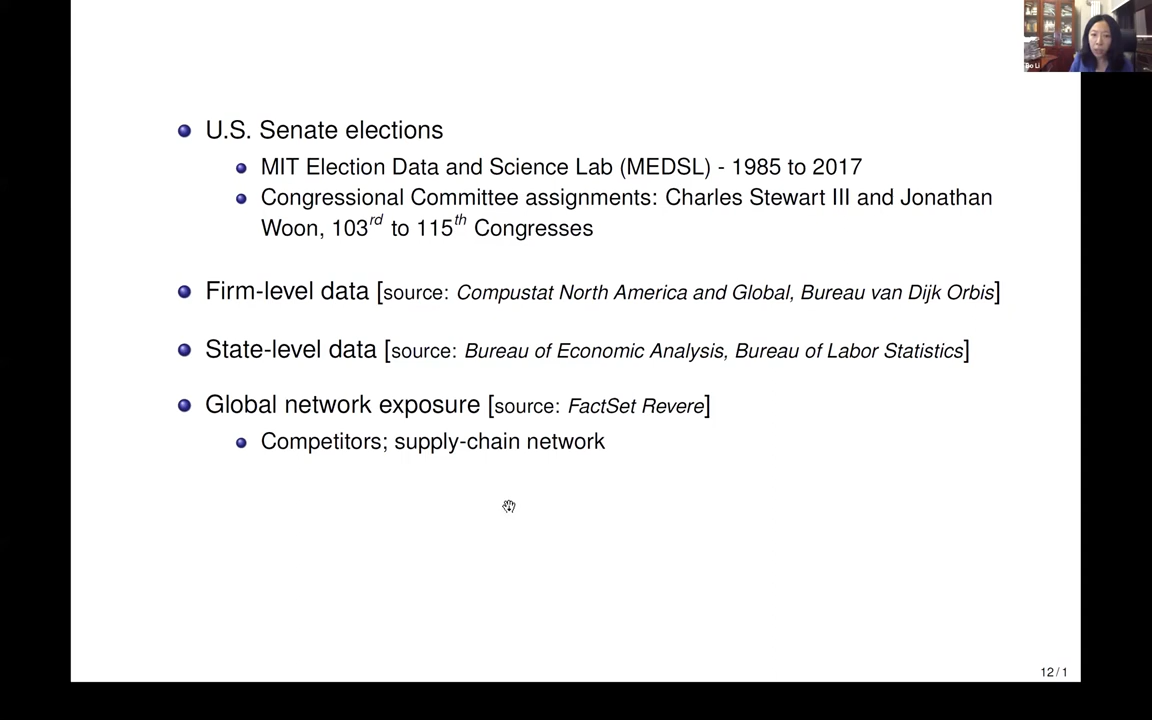 Bo Li
U.S. Senate elections
MIT Election Data and Science Lab (MEDSL) - 1985 to 2017
Congressional Committee assignments: Charles Stewart III and Jonathan
Woon, 103rd to 115th Congresses
Firm-level data [source: Compustat North America and Global, Bureau van Dijk Orbis]
State-level data [source: Bureau of Economic Analysis, Bureau of Labor Statistics]
Global network exposure [source: FactSet Revere]
Competitors; supply-chain network
12 / 1